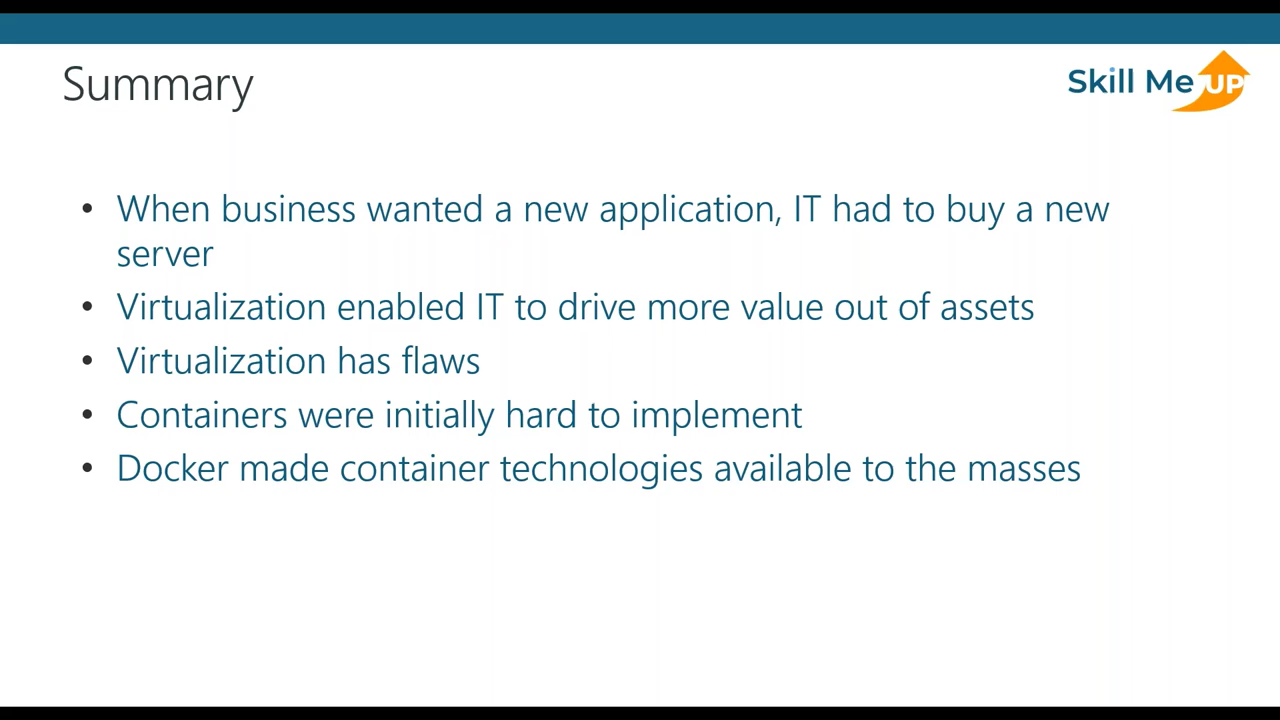 Summary
Skill Me UP
• When business wanted a new application, IT had to buy a new
server
• Virtualization enabled IT to drive more value out of assets
• Virtualization has flaws
• Containers were initially hard to implement
• Docker made container technologies available to the masses